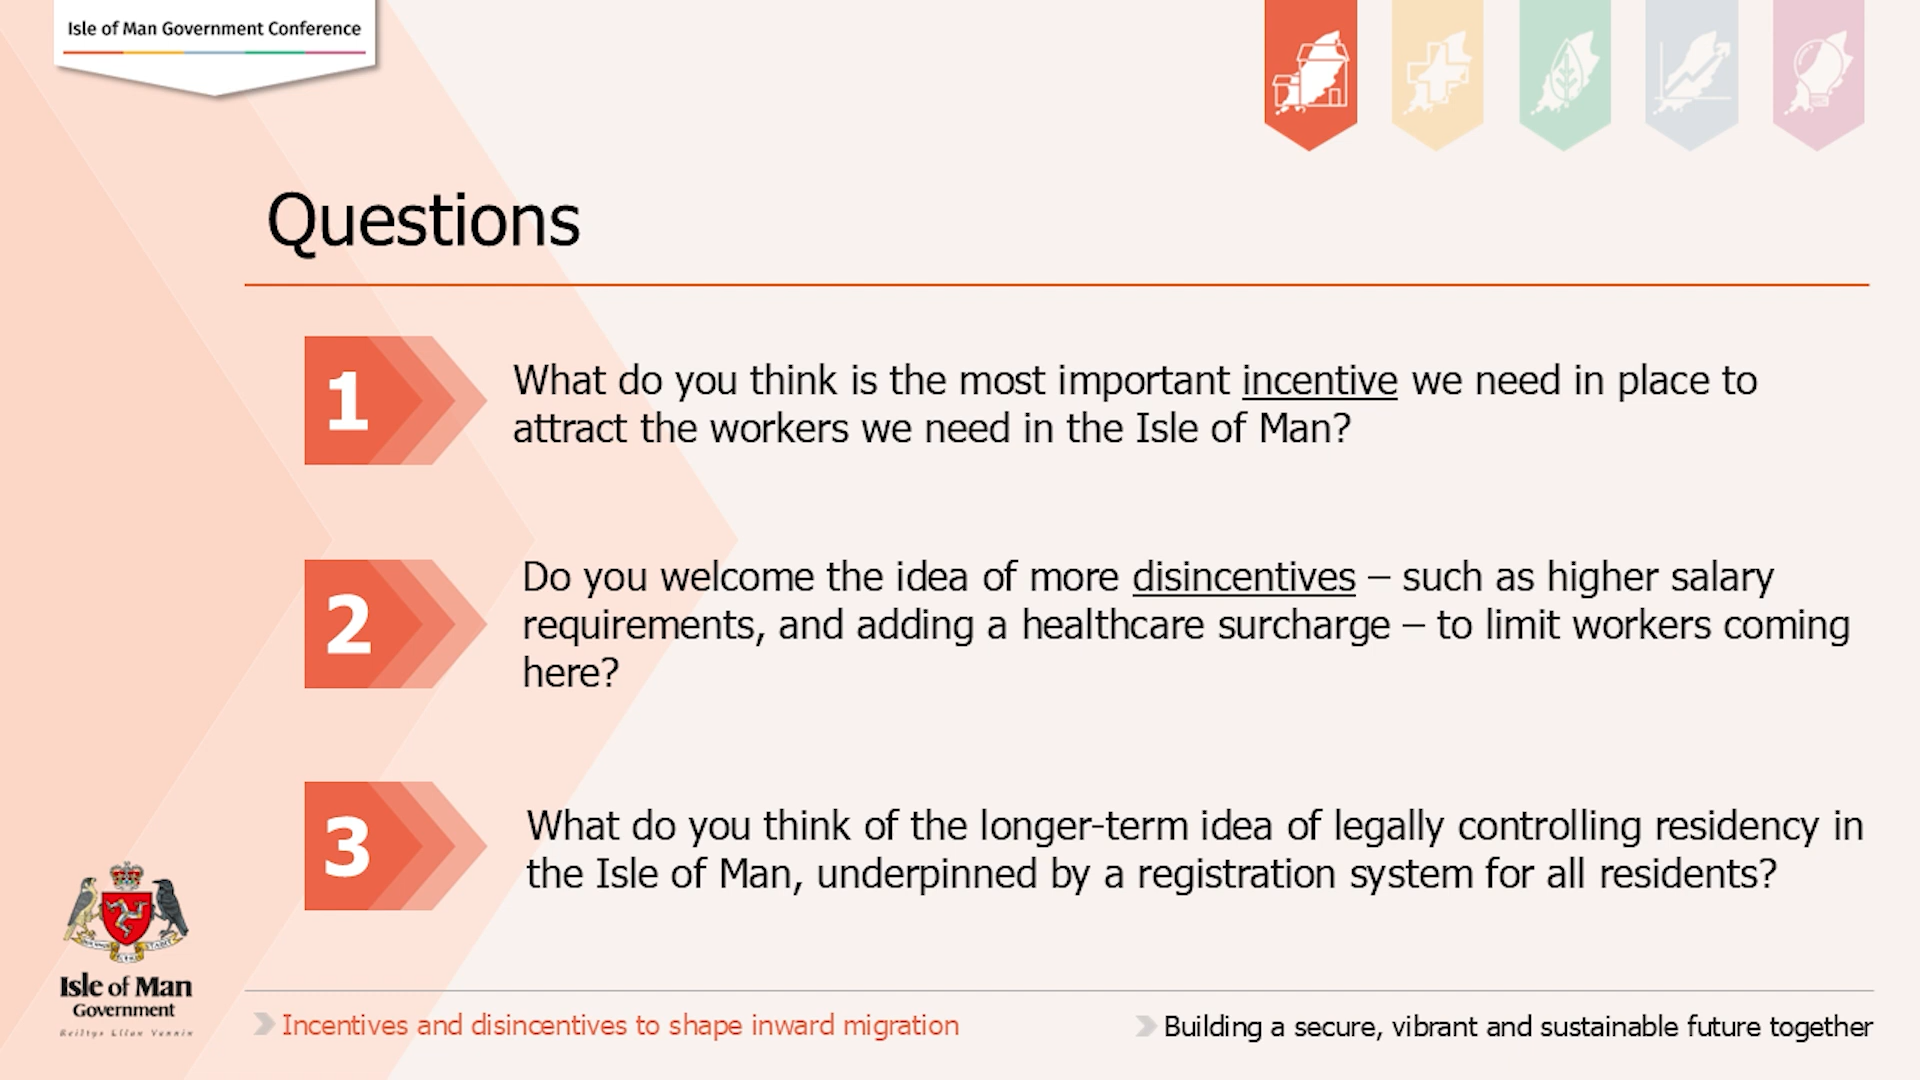 Isle of Man Government Conference
Questions
1
What do you think is the most important incentive we need in place to
attract the workers we need in the Isle of Man?
2
Do you welcome the idea of more disincentives – such as higher salary
requirements, and adding a healthcare surcharge – to limit workers coming
here?
3
What do you think of the longer-term idea of legally controlling residency in
the Isle of Man, underpinned by a registration system for all residents?
Isle of Man
Government
Reiltys Ellan Vannin
Incentives and disincentives to shape inward migration
Building a secure, vibrant and sustainable future together